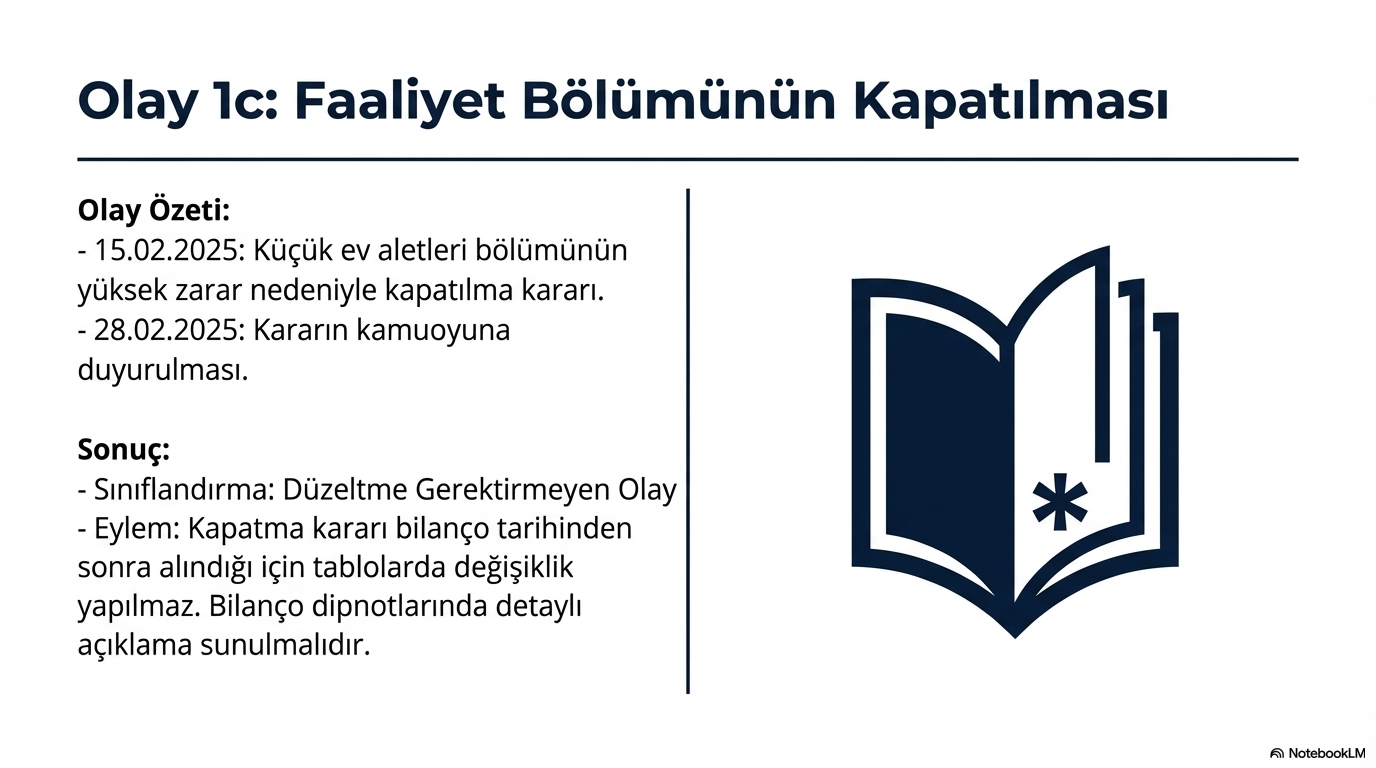 Olay 1c: Faaliyet Bölümünün Kapatılması
Olay Özeti:
- 15.02.2025: Küçük ev aletleri bölümünün
yüksek zarar nedeniyle kapatılma kararı.
- 28.02.2025: Kararın kamuoyuna
duyurulması.
Sonuç:
- Sınıflandırma: Düzeltme Gerektirmeyen Olay
- Eylem: Kapatma kararı bilanço tarihinden
sonra alındığı için tablolarda değişiklik
yapılmaz. Bilanço dipnotlarında detaylı
açıklama sunulmalıdır.
*
NotebookLM